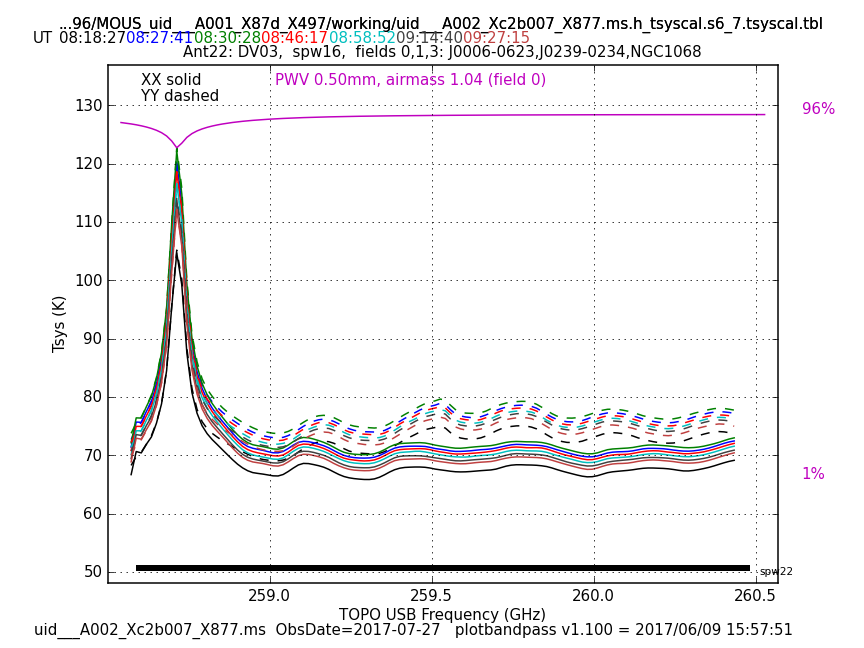 ...96/MOUS_uid___A001_X87d_X497/working/uid___A002_Xc2b007_X877.ms.h_tsyscal.s6_7.tsyscal.tbl
UT 08:18:27 08:27:41 08:30:28 08:46:17 08:58:52 09:14:40 09:27:15
Ant22: DV03, spw16, fields 0,1,3: J0006-0623,J0239-0234,NGC1068
XX solid
PWV 0.50mm, airmass 1.04 (field 0)
YY dashed
130
96%
120
110
100
90
Tsys (K)
80
70
1%
60
50
spw22
259.0 259.5 260.0 260.5
TOPO USB Frequency (GHz)
uid___A002_Xc2b007_X877.ms ObsDate=2017-07-27 plotbandpass v1.100 = 2017/06/09 15:57:51